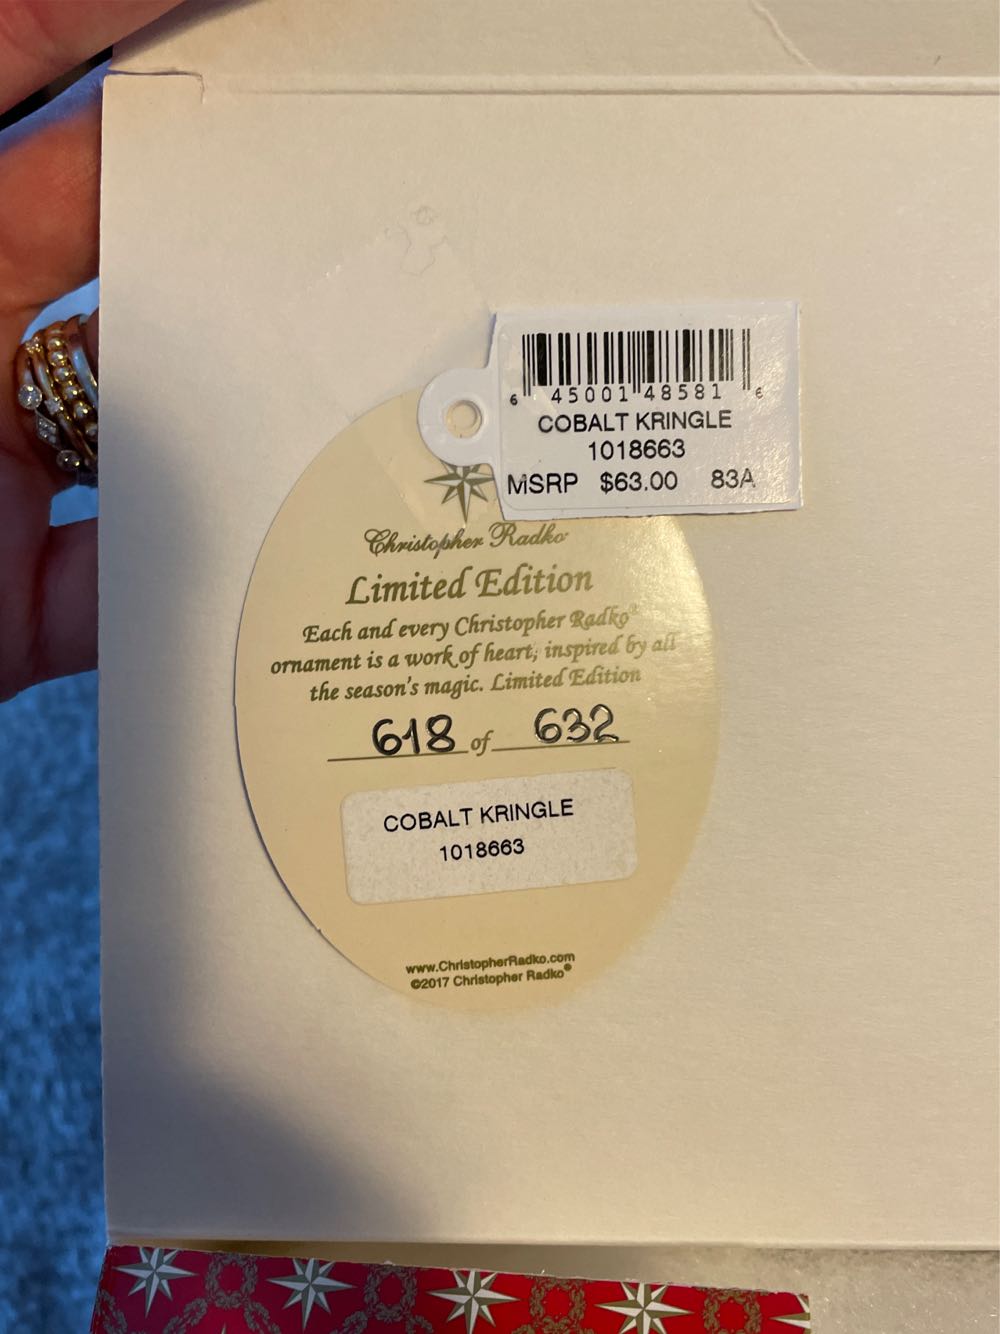 6 45001 48581 6
COBALT KRINGLE
1018663
MSRP $63.00 83A
Christopher Radko
Limited Edition
Each and every Christopher Radko®
ornament is a work of heart, inspired by all
the season's magic. Limited Edition
618 of 632
COBALT KRINGLE
1018663
www.ChristopherRadko.com
©2017 Christopher Radko®